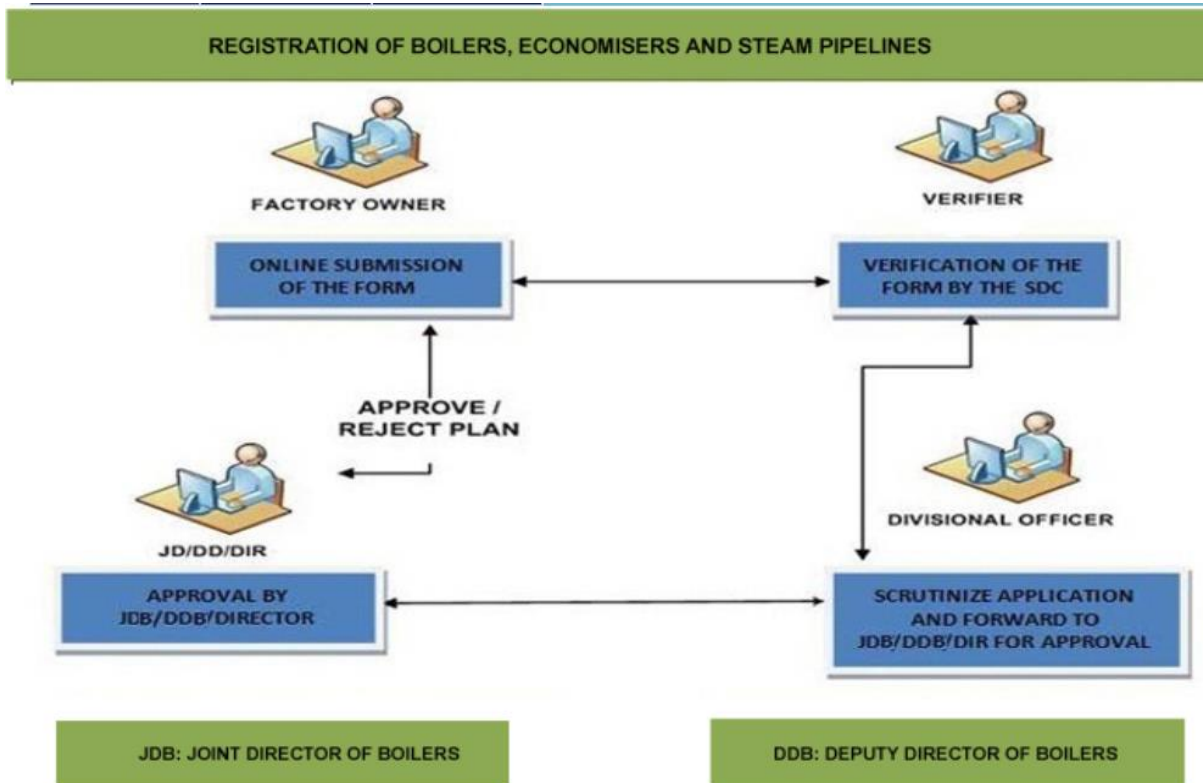 REGISTRATION OF BOILERS, ECONOMISERS AND STEAM PIPELINES
FACTORY OWNER
VERIFIER
ONLINE SUBMISSION
OF THE FORM
VERIFICATION OF THE
FORM BY THE SDC
APPROVE /
REJECT PLAN
DIVISIONAL OFFICER
JD/DD/DIR
APPROVAL BY
JDB/DDB/DIRECTOR
SCRUTINIZE APPLICATION
AND FORWARD TO
JDB/DDB/DIR FOR APPROVAL
JDB: JOINT DIRECTOR OF BOILERS
DDB: DEPUTY DIRECTOR OF BOILERS